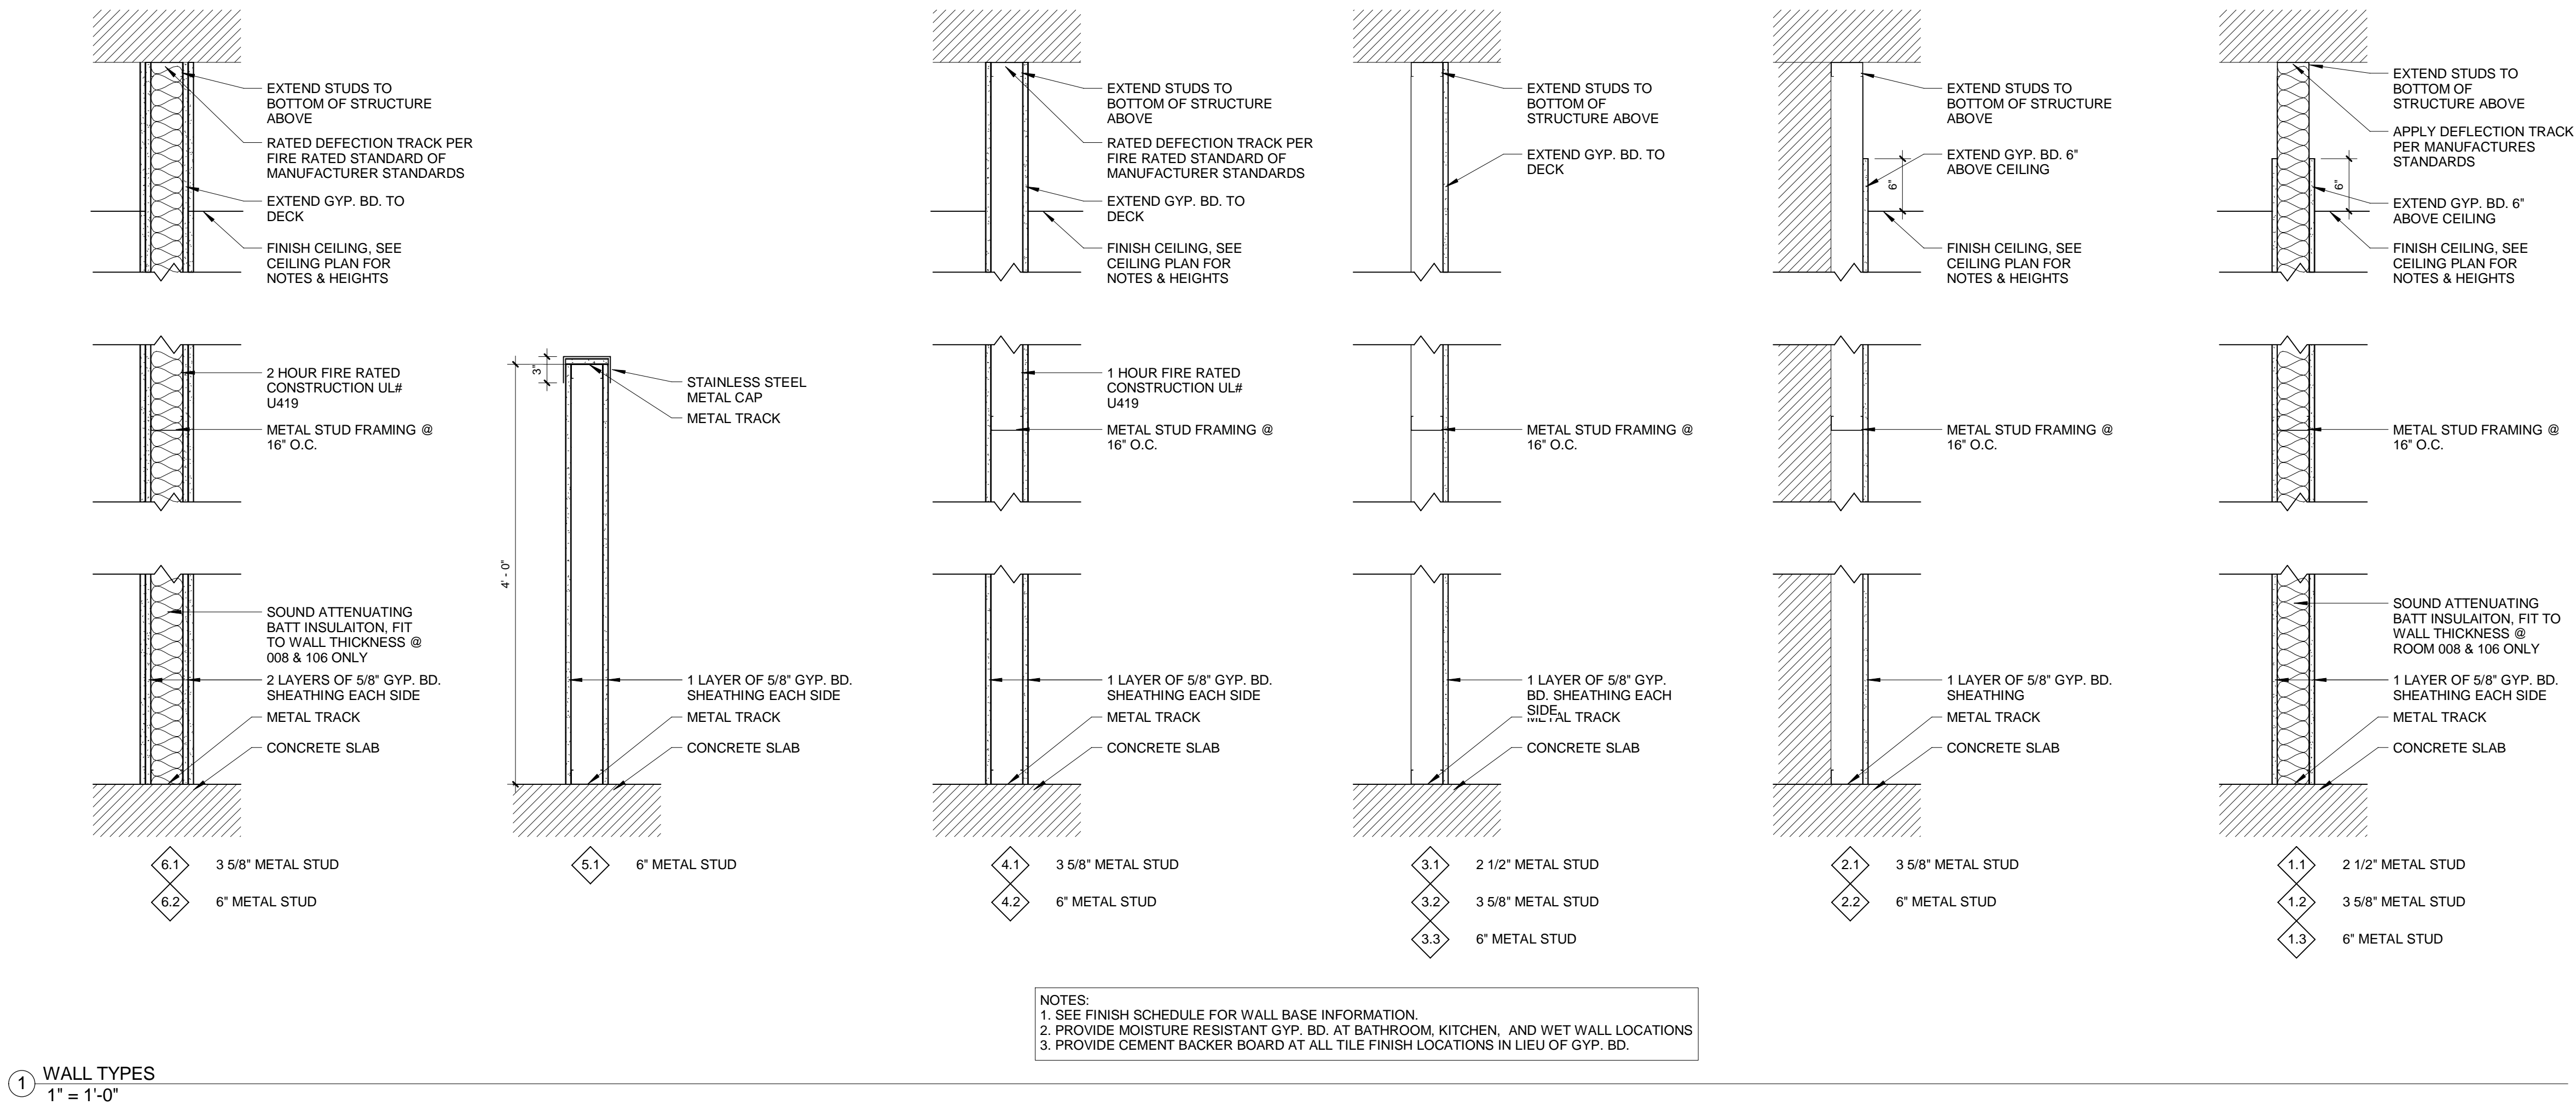 EXTEND STUDS TO
BOTTOM OF STRUCTURE
ABOVE
RATED DEFECTION TRACK PER
FIRE RATED STANDARD OF
MANUFACTURER STANDARDS
EXTEND GYP. BD. TO
DECK
FINISH CEILING, SEE
CEILING PLAN FOR
NOTES & HEIGHTS
2 HOUR FIRE RATED
CONSTRUCTION UL#
U419
METAL STUD FRAMING @
16" O.C.
SOUND ATTENUATING
BATT INSULAITON, FIT
TO WALL THICKNESS @
008 & 106 ONLY
2 LAYERS OF 5/8" GYP. BD.
SHEATHING EACH SIDE
METAL TRACK
CONCRETE SLAB
6.1 3 5/8" METAL STUD
6.2 6" METAL STUD
3"
4' - 0"
STAINLESS STEEL
METAL CAP
METAL TRACK
1 LAYER OF 5/8" GYP. BD.
SHEATHING EACH SIDE
METAL TRACK
CONCRETE SLAB
5.1 6" METAL STUD
EXTEND STUDS TO
BOTTOM OF STRUCTURE
ABOVE
RATED DEFECTION TRACK PER
FIRE RATED STANDARD OF
MANUFACTURER STANDARDS
EXTEND GYP. BD. TO
DECK
FINISH CEILING, SEE
CEILING PLAN FOR
NOTES & HEIGHTS
1 HOUR FIRE RATED
CONSTRUCTION UL#
U419
METAL STUD FRAMING @
16" O.C.
1 LAYER OF 5/8" GYP. BD.
SHEATHING EACH SIDE
METAL TRACK
CONCRETE SLAB
4.1 3 5/8" METAL STUD
4.2 6" METAL STUD
EXTEND STUDS TO
BOTTOM OF
STRUCTURE ABOVE
EXTEND GYP. BD. TO
DECK
METAL STUD FRAMING @
16" O.C.
1 LAYER OF 5/8" GYP.
BD. SHEATHING EACH
SIDE
METAL TRACK
CONCRETE SLAB
3.1 2 1/2" METAL STUD
3.2 3 5/8" METAL STUD
3.3 6" METAL STUD
EXTEND STUDS TO
BOTTOM OF STRUCTURE
ABOVE
EXTEND GYP. BD. 6"
ABOVE CEILING
6"
FINISH CEILING, SEE
CEILING PLAN FOR
NOTES & HEIGHTS
METAL STUD FRAMING @
16" O.C.
1 LAYER OF 5/8" GYP. BD.
SHEATHING
METAL TRACK
CONCRETE SLAB
2.1 3 5/8" METAL STUD
2.2 6" METAL STUD
EXTEND STUDS TO
BOTTOM OF
STRUCTURE ABOVE
APPLY DEFLECTION TRACK
PER MANUFACTURES
STANDARDS
6"
EXTEND GYP. BD. 6"
ABOVE CEILING
FINISH CEILING, SEE
CEILING PLAN FOR
NOTES & HEIGHTS
METAL STUD FRAMING @
16" O.C.
SOUND ATTENUATING
BATT INSULAITON, FIT TO
WALL THICKNESS @
ROOM 008 & 106 ONLY
1 LAYER OF 5/8" GYP. BD.
SHEATHING EACH SIDE
METAL TRACK
CONCRETE SLAB
1.1 2 1/2" METAL STUD
1.2 3 5/8" METAL STUD
1.3 6" METAL STUD
NOTES:
1. SEE FINISH SCHEDULE FOR WALL BASE INFORMATION.
2. PROVIDE MOISTURE RESISTANT GYP. BD. AT BATHROOM, KITCHEN, AND WET WALL LOCATIONS
3. PROVIDE CEMENT BACKER BOARD AT ALL TILE FINISH LOCATIONS IN LIEU OF GYP. BD.
1 WALL TYPES
1" = 1'-0"